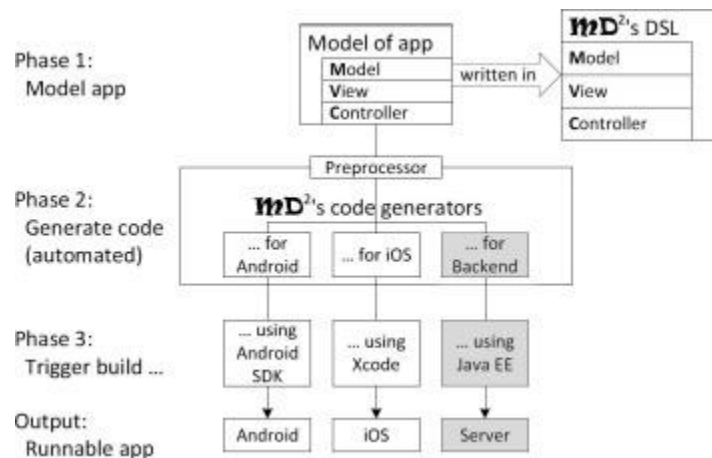 Phase 1:
Model app
Model of app
Model
View
Controller
written in
MD²'s DSL
Model
View
Controller
Preprocessor
Phase 2:
Generate code
(automated)
MD²'s code generators
... for
Android
... for iOS
... for
Backend
Phase 3:
Trigger build ...
... using
Android
SDK
... using
Xcode
... using
Java EE
Output:
Runnable app
Android
iOS
Server